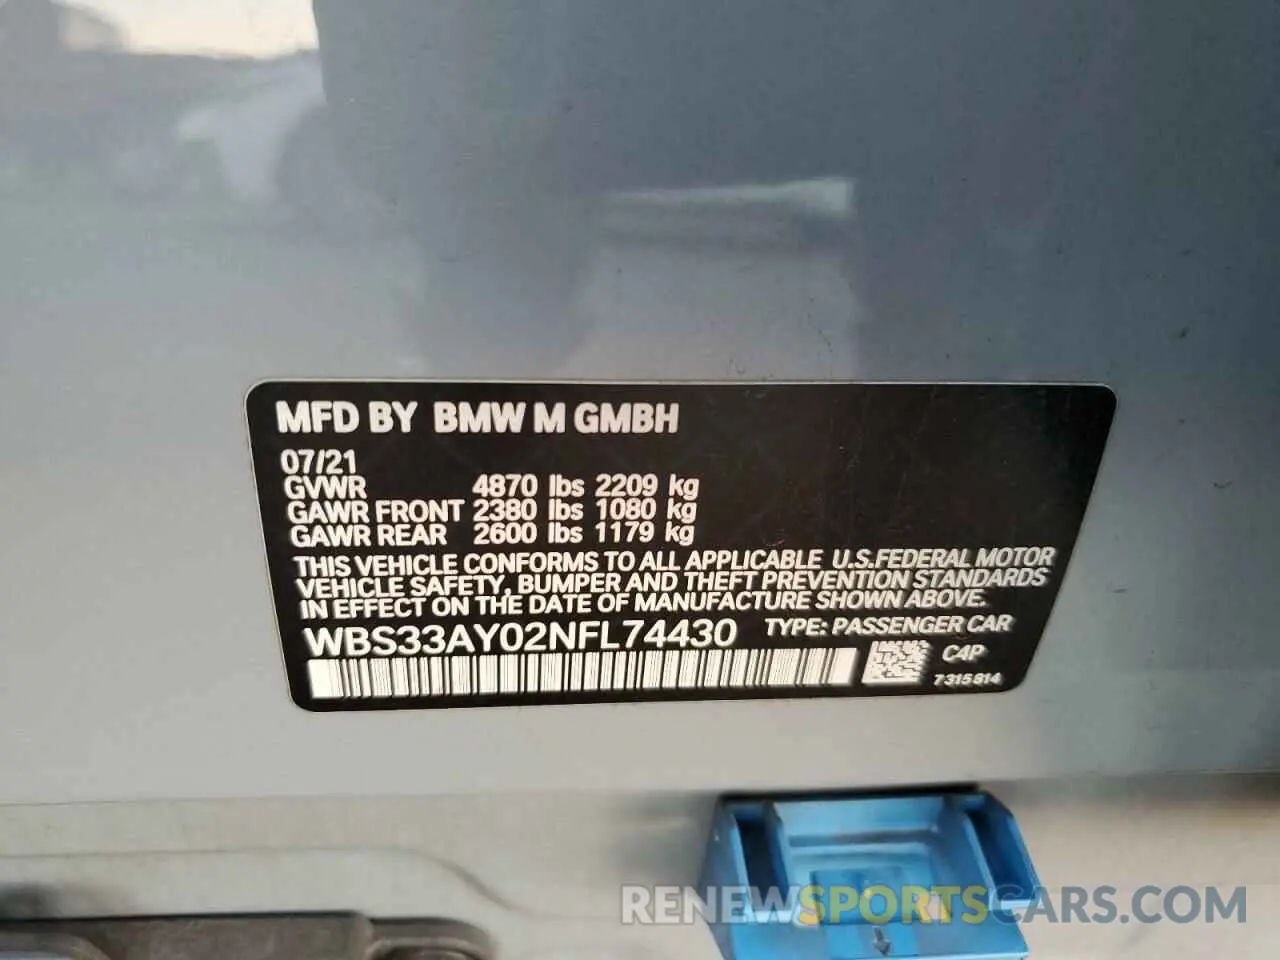 MFD BY BMW M GMBH
07/21
GVWR 4870 lbs 2209 kg
GAWR FRONT 2380 lbs 1080 kg
GAWR REAR 2600 lbs 1179 kg
THIS VEHICLE CONFORMS TO ALL APPLICABLE U.S.FEDERAL MOTOR
VEHICLE SAFETY, BUMPER AND THEFT PREVENTION STANDARDS
IN EFFECT ON THE DATE OF MANUFACTURE SHOWN ABOVE.
WBS33AY02NFL74430 TYPE: PASSENGER CAR
C4P
7315814
RENEWSPORTSCARS.COM